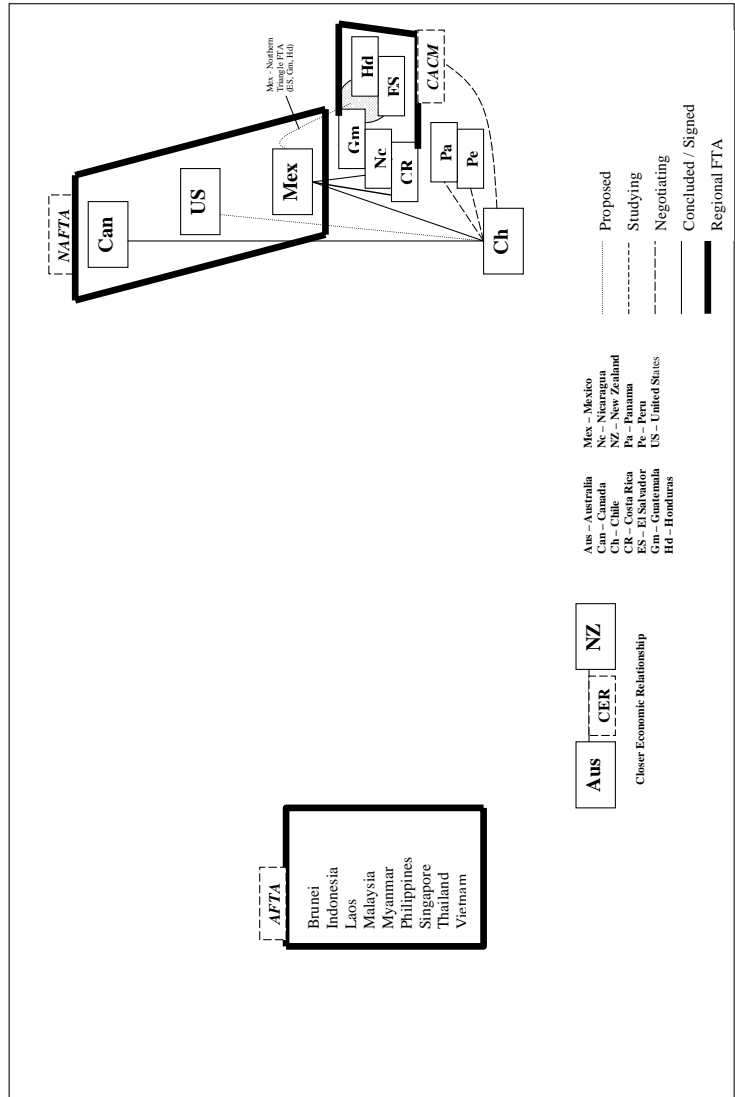 AFTA
Brunei
Indonesia
Laos
Malaysia
Myanmar
Philippines
Singapore
Thailand
Vietnam
Aus
CER
NZ
Closer Economic Relationship
NAFTA
Can
US
Mex
Mex - Northern
Triangle FTA
(ES, Gm, Hd)
Gm
Hd
Nc
ES
CR
CACM
Pa
Pe
Ch
Aus – Australia
Can – Canada
Ch – Chile
CR – Costa Rica
ES – El Salvador
Gm – Guatemala
Hd – Honduras
Mex – Mexico
Nc – Nicaragua
NZ – New Zealand
Pa – Panama
Pe – Peru
US – United States
Proposed
Studying
Negotiating
Concluded / Signed
Regional FTA